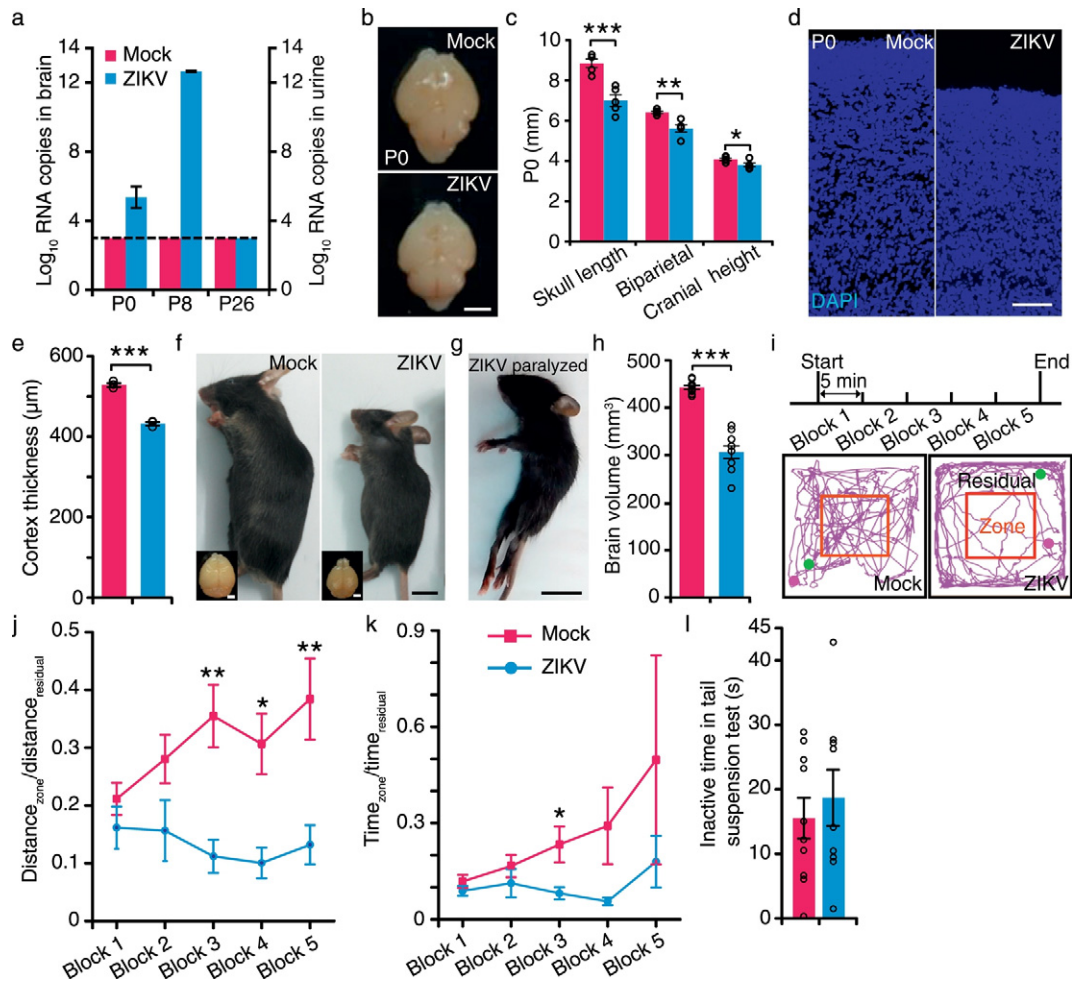 a
Mock
ZIKV
Log10 RNA copies in brain
14
12
9
6
3
0
Log10 RNA copies in urine
14
12
9
6
3
0
P0 P8 P26
b
Mock
P0
ZIKV
c
P0 (mm)
10
8
6
4
2
0
***
**
*
Skull length
Biparietal
Cranial height
d
P0 Mock ZIKV
DAPI
e
Cortex thickness (μm)
600
400
200
0
***
f
Mock ZIKV
g
ZIKV paralyzed
h
Brain volume (mm³)
500
400
300
200
100
0
***
i
Start End
5 min
Block 1 Block 2 Block 3 Block 4 Block 5
Mock
Residual
Zone
ZIKV
j
Distancezone/distanceresidual
0.5
0.4
0.3
0.2
0.1
0
** * **
Block 1 Block 2 Block 3 Block 4 Block 5
k
Mock
ZIKV
Timezone/timeresidual
0.9
0.6
0.3
0
*
Block 1 Block 2 Block 3 Block 4 Block 5
l
Inactive time in tail
suspension test (s)
45
40
30
20
10
0